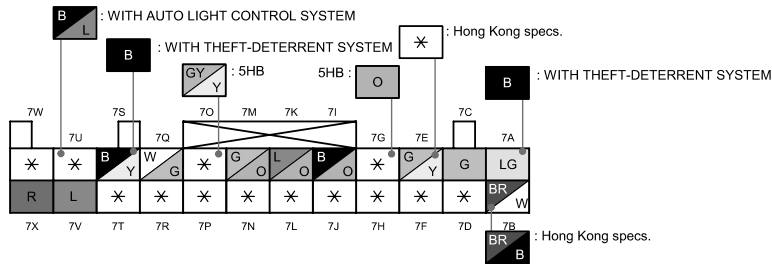 B L : WITH AUTO LIGHT CONTROL SYSTEM
B : WITH THEFT-DETERRENT SYSTEM
GY Y : 5HB
5HB : O
* : Hong Kong specs.
B : WITH THEFT-DETERRENT SYSTEM
7W 7U 7S 7Q 7O 7M 7K 7I 7G 7E 7C 7A
* * B Y W G * G O L O B O * G Y G LG
R L * * * * * * * * * BR W
7X 7V 7T 7R 7P 7N 7L 7J 7H 7F 7D 7B
BR B : Hong Kong specs.